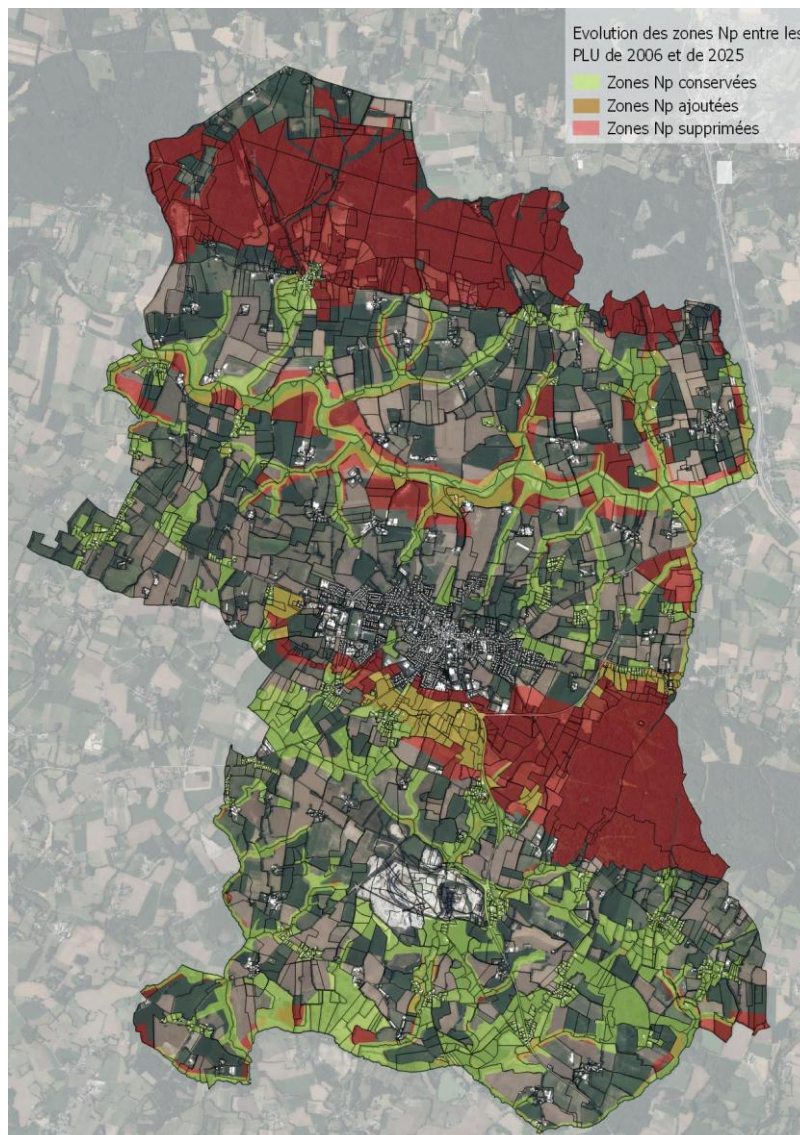 Evolution des zones Np entre les
PLU de 2006 et de 2025
Zones Np conservées
Zones Np ajoutées
Zones Np supprimées